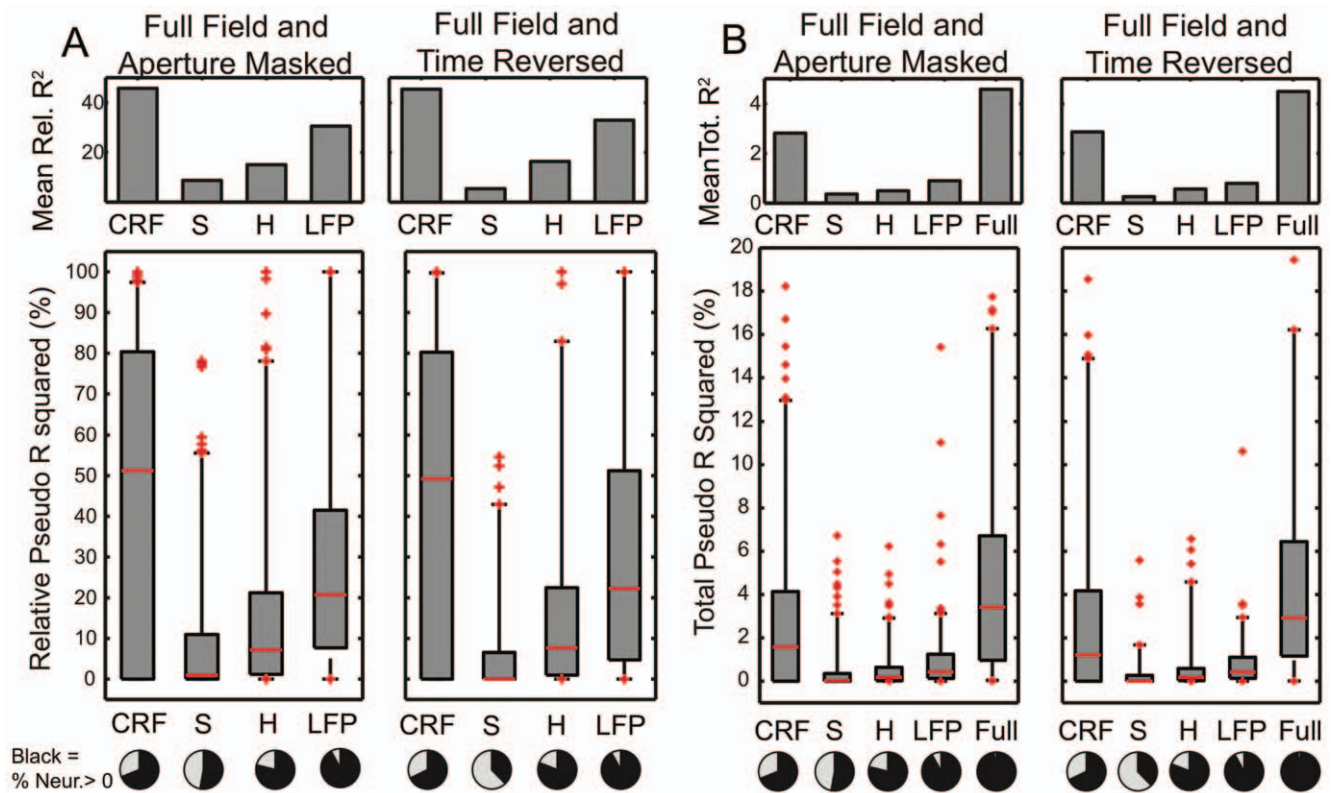 A
Full Field and
Aperture Masked
Full Field and
Time Reversed
Mean Rel. R²
40
20
CRF S H LFP
CRF S H LFP
Relative Pseudo R squared (%)
100
90
80
70
60
50
40
30
20
10
0
CRF S H LFP
CRF S H LFP
Black =
% Neur.> 0
B
Full Field and
Aperture Masked
Full Field and
Time Reversed
Mean Tot. R²
4
2
0
CRF S H LFP Full
CRF S H LFP Full
Total Pseudo R Squared (%)
20
18
16
14
12
10
8
6
4
2
0
CRF S H LFP Full
CRF S H LFP Full